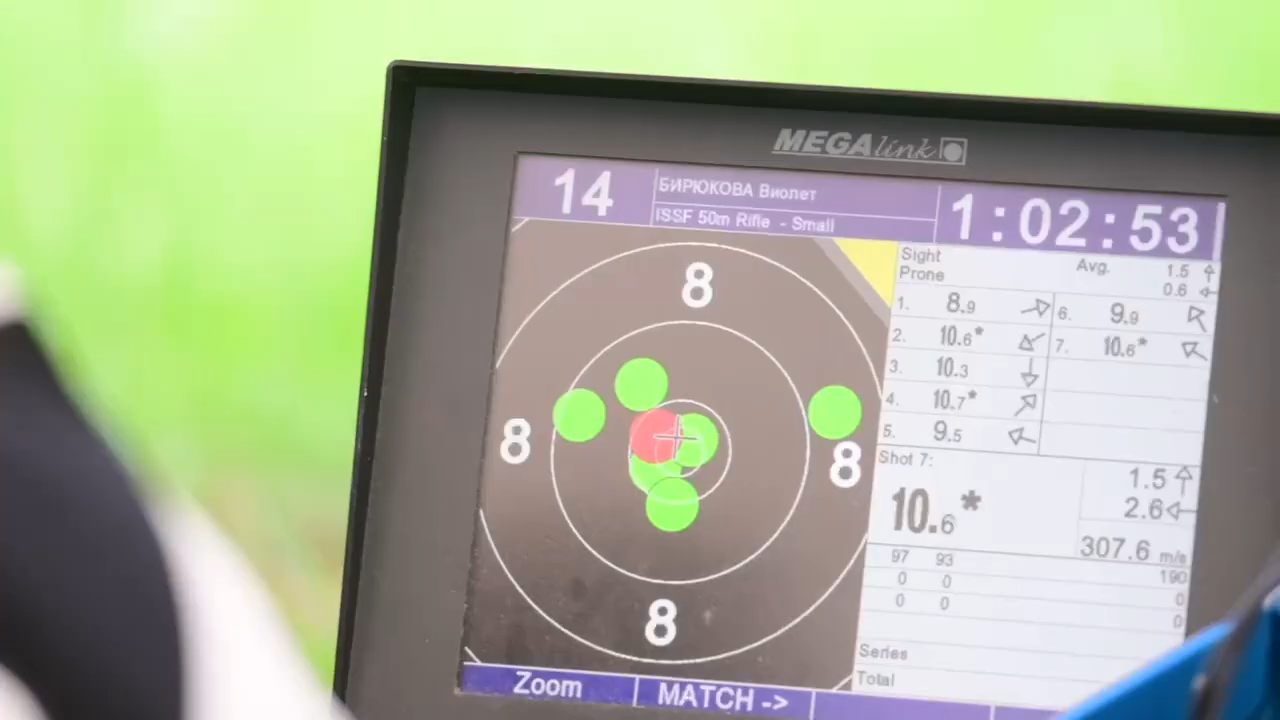 MEGAlink
14
БИРЮКОВА Виолет
ISSF 50m Rifle - Small
1:02:53
Sight
Prone
Avg.
1.5
0.6
1. 8.9
2. 10.6*
3. 10.3
4. 10.7*
5. 9.5
6. 9.9
7. 10.6*
8
8
8
8
Shot 7:
10.6*
1.5
2.6
307.6 m/s
97 93 190
0 0 0
0 0 0
Series
Total
Zoom
MATCH ->